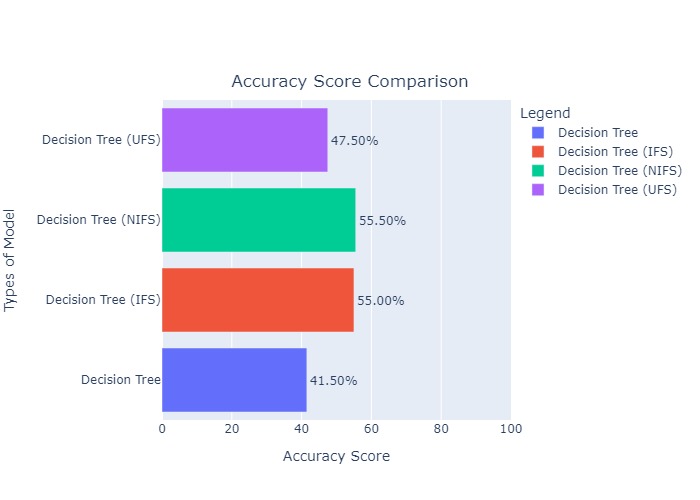 Accuracy Score Comparison
Legend
Decision Tree
Decision Tree (IFS)
Decision Tree (NIFS)
Decision Tree (UFS)
Types of Model
Decision Tree (UFS)
47.50%
Decision Tree (NIFS)
55.50%
Decision Tree (IFS)
55.00%
Decision Tree
41.50%
0 20 40 60 80 100
Accuracy Score